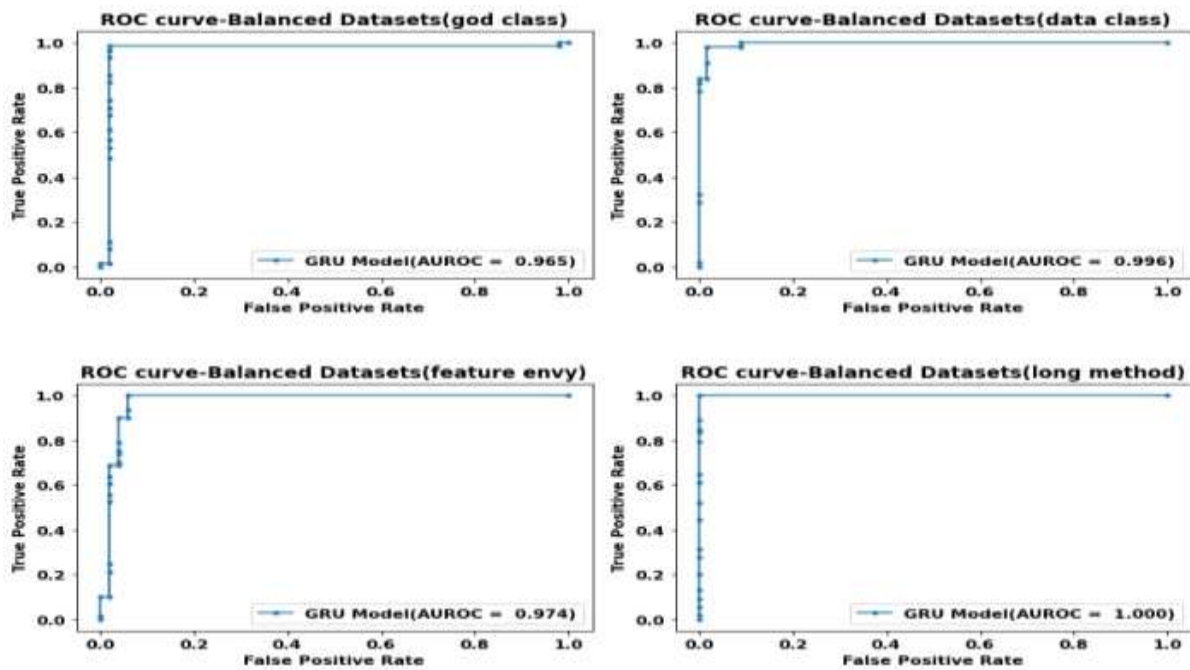 ROC curve-Balanced Datasets(god class)
True Positive Rate
1.0
0.8
0.6
0.4
0.2
0.0
GRU Model(AUROC = 0.965)
0.0 0.2 0.4 0.6 0.8 1.0
False Positive Rate
ROC curve-Balanced Datasets(data class)
True Positive Rate
1.0
0.8
0.6
0.4
0.2
0.0
GRU Model(AUROC = 0.996)
0.0 0.2 0.4 0.6 0.8 1.0
False Positive Rate
ROC curve-Balanced Datasets(feature envy)
True Positive Rate
1.0
0.8
0.6
0.4
0.2
0.0
GRU Model(AUROC = 0.974)
0.0 0.2 0.4 0.6 0.8 1.0
False Positive Rate
ROC curve-Balanced Datasets(long method)
True Positive Rate
1.0
0.8
0.6
0.4
0.2
0.0
GRU Model(AUROC = 1.000)
0.0 0.2 0.4 0.6 0.8 1.0
False Positive Rate